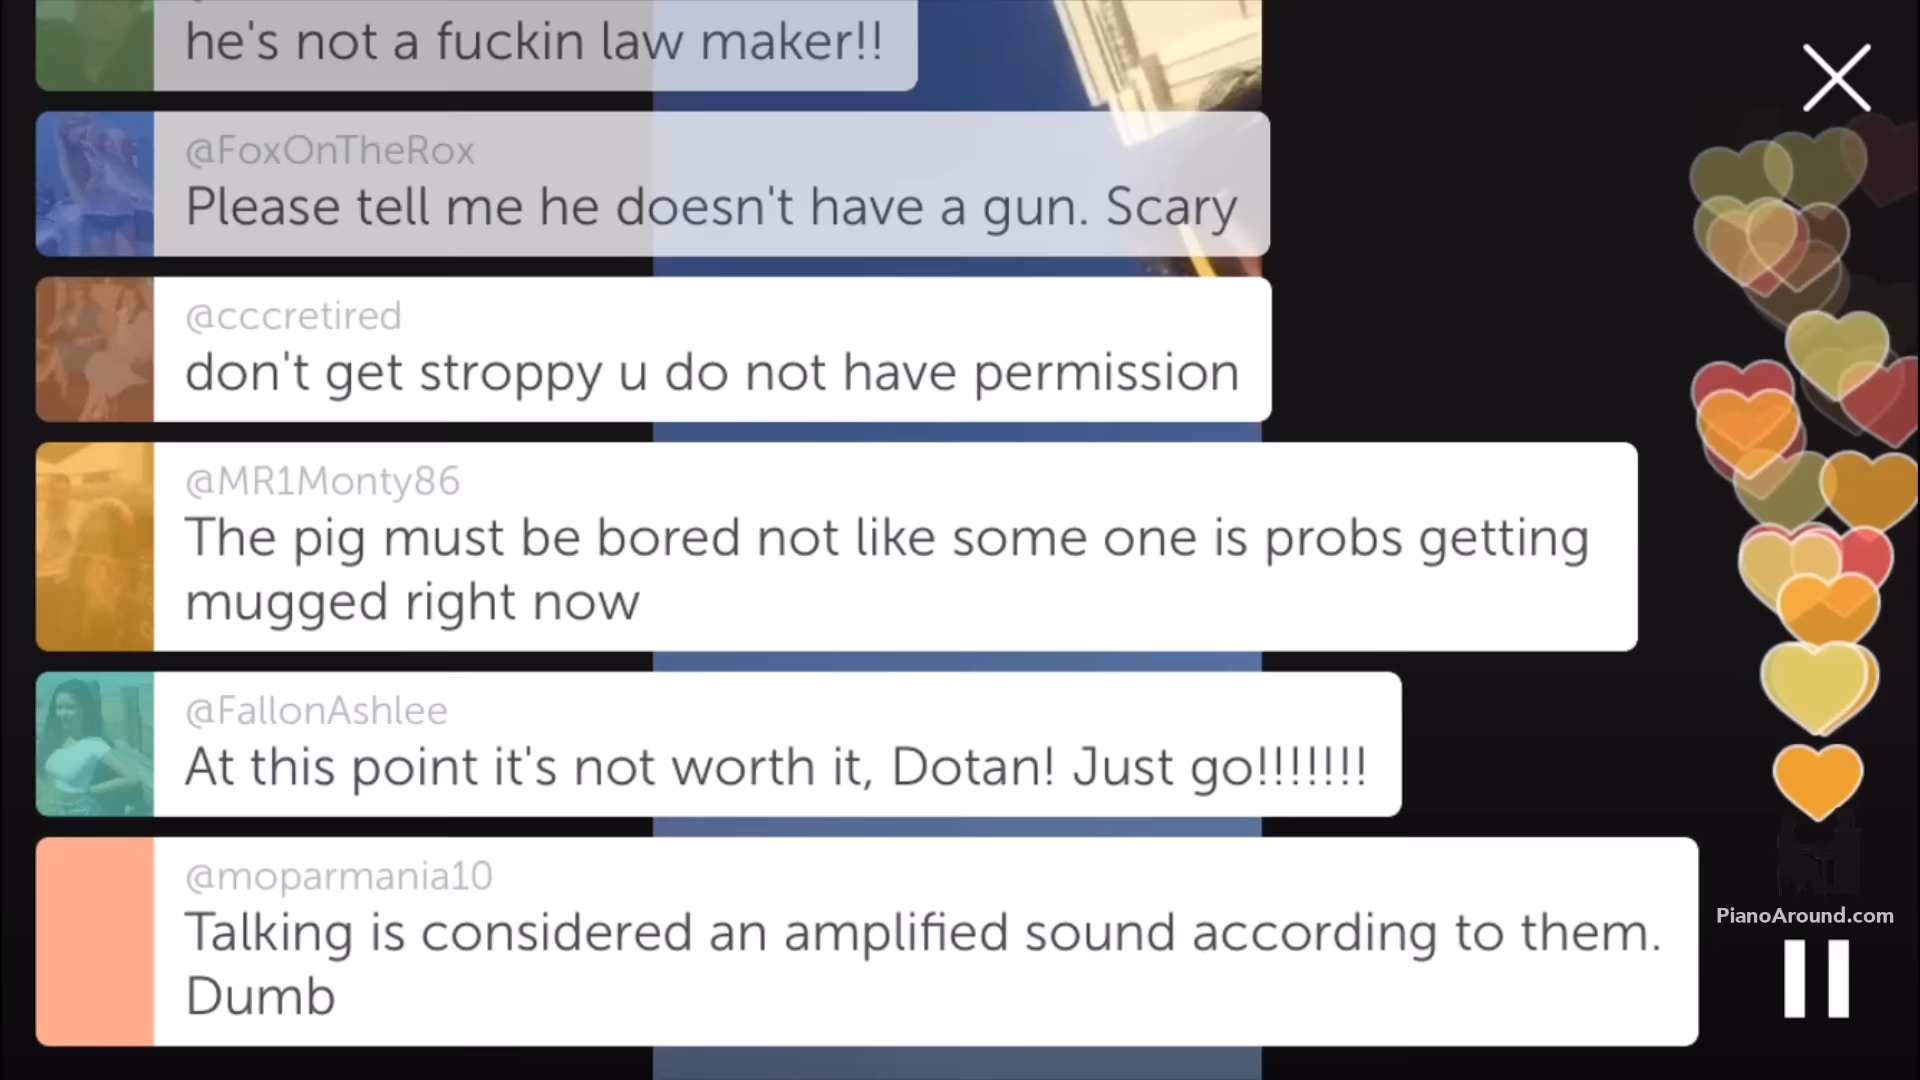 he's not a fuckin law maker!!
@FoxOnTheRox
Please tell me he doesn't have a gun. Scary
@cccretired
don't get stroppy u do not have permission
@MR1Monty86
The pig must be bored not like some one is probs getting
mugged right now
@FallonAshlee
At this point it's not worth it, Dotan! Just go!!!!!!!
@moparmania10
Talking is considered an amplified sound according to them.
Dumb
PianoAround.com